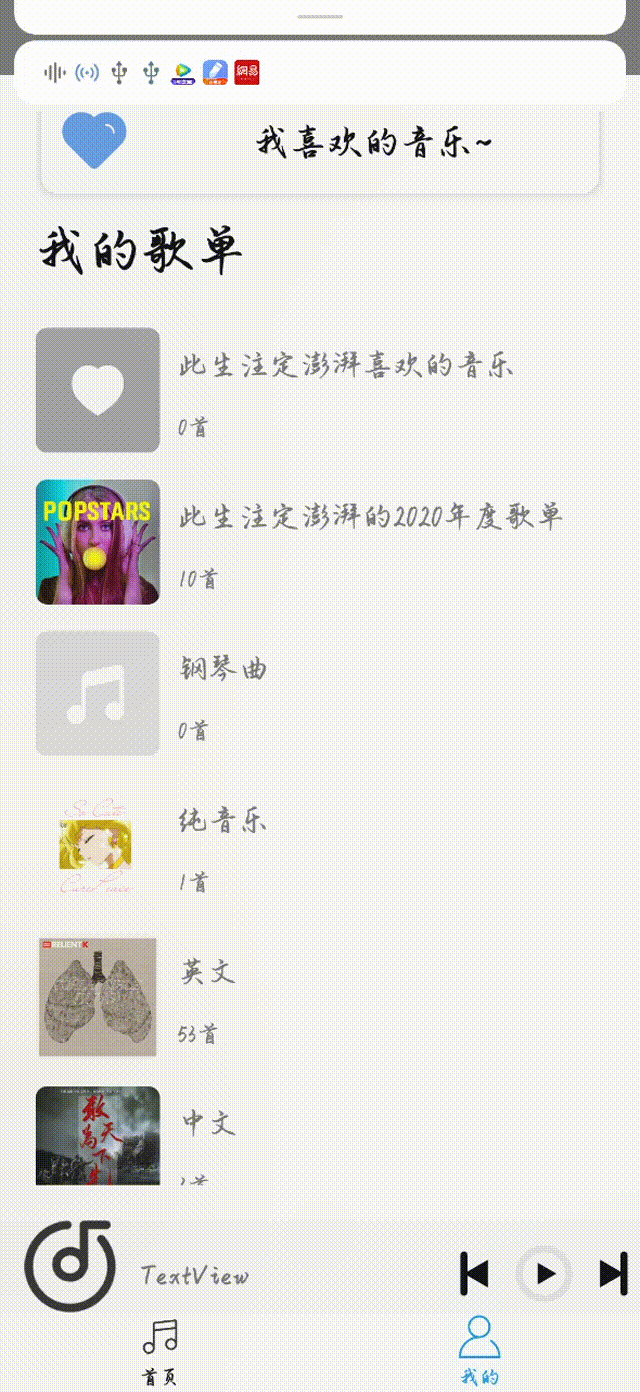 網易
我喜欢的音乐~
我的歌单
此生注定澎湃喜欢的音乐
0首
POPSTARS
此生注定澎湃的2020年度歌单
10首
钢琴曲
0首
纯音乐
1首
RELIENT K
英文
53首
敢为天下
中文
TextView
首页
我的